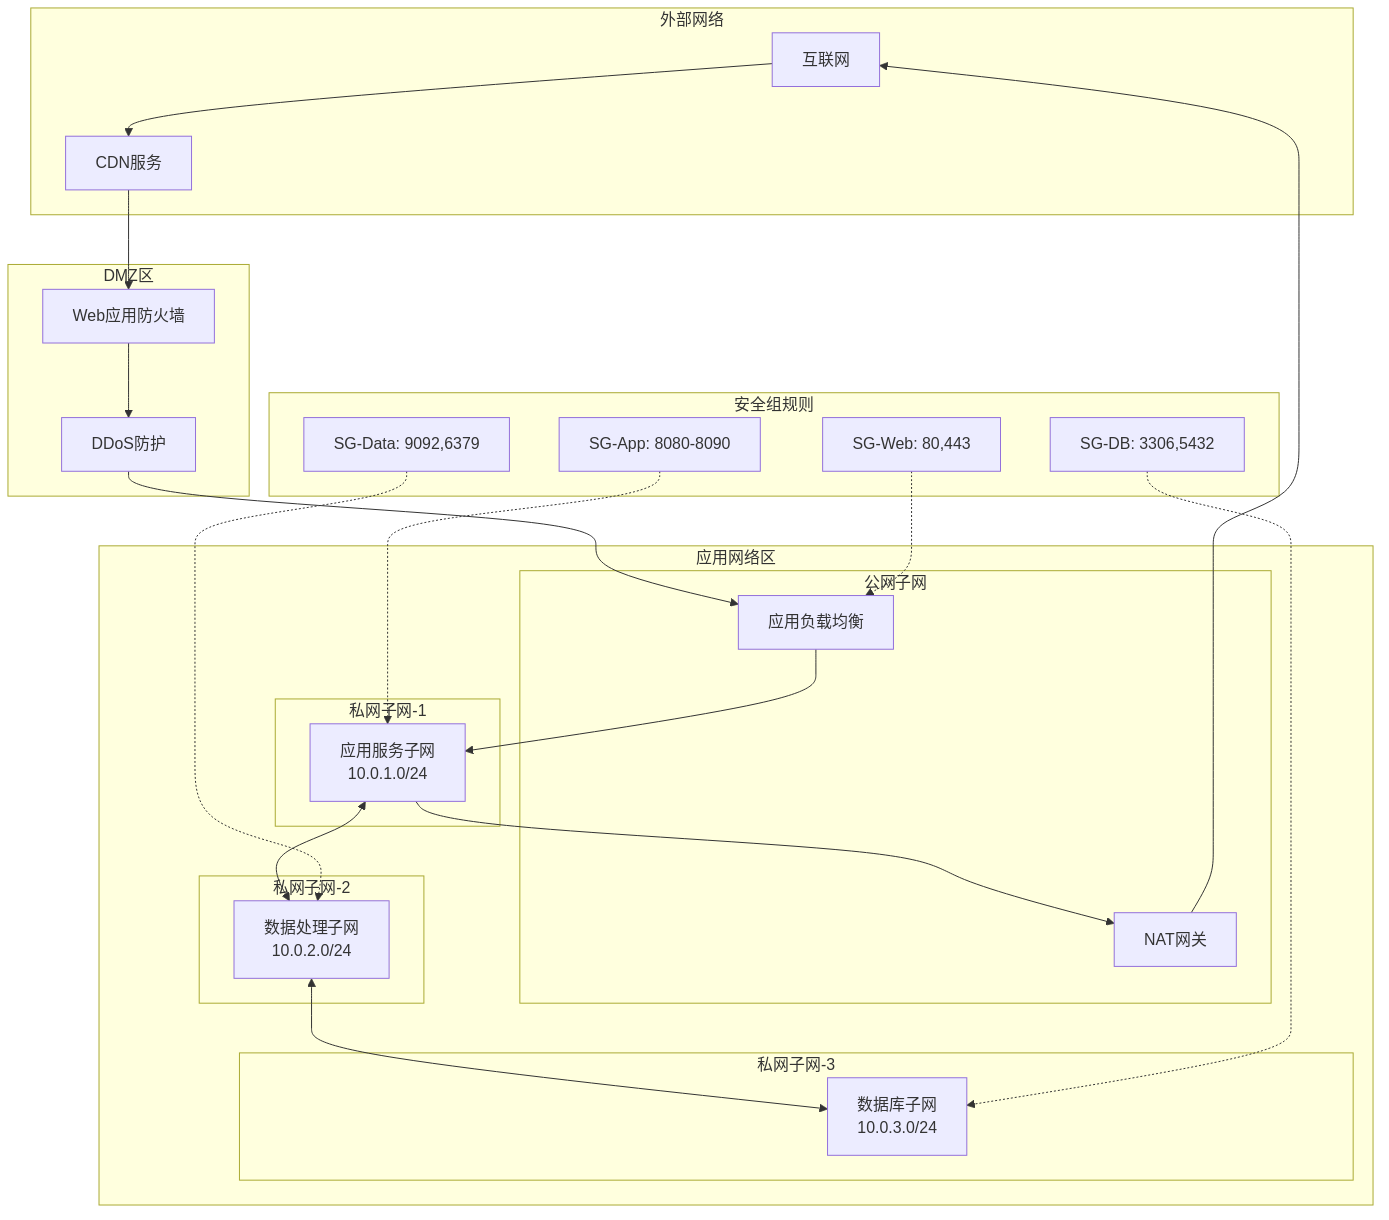 外部网络
互联网
CDN服务
DMZ区
Web应用防火墙
DDoS防护
安全组规则
SG-Data: 9092,6379
SG-App: 8080-8090
SG-Web: 80,443
SG-DB: 3306,5432
应用网络区
公网子网
应用负载均衡
私网子网-1
应用服务子网
10.0.1.0/24
私网子网-2
数据处理子网
10.0.2.0/24
NAT网关
私网子网-3
数据库子网
10.0.3.0/24